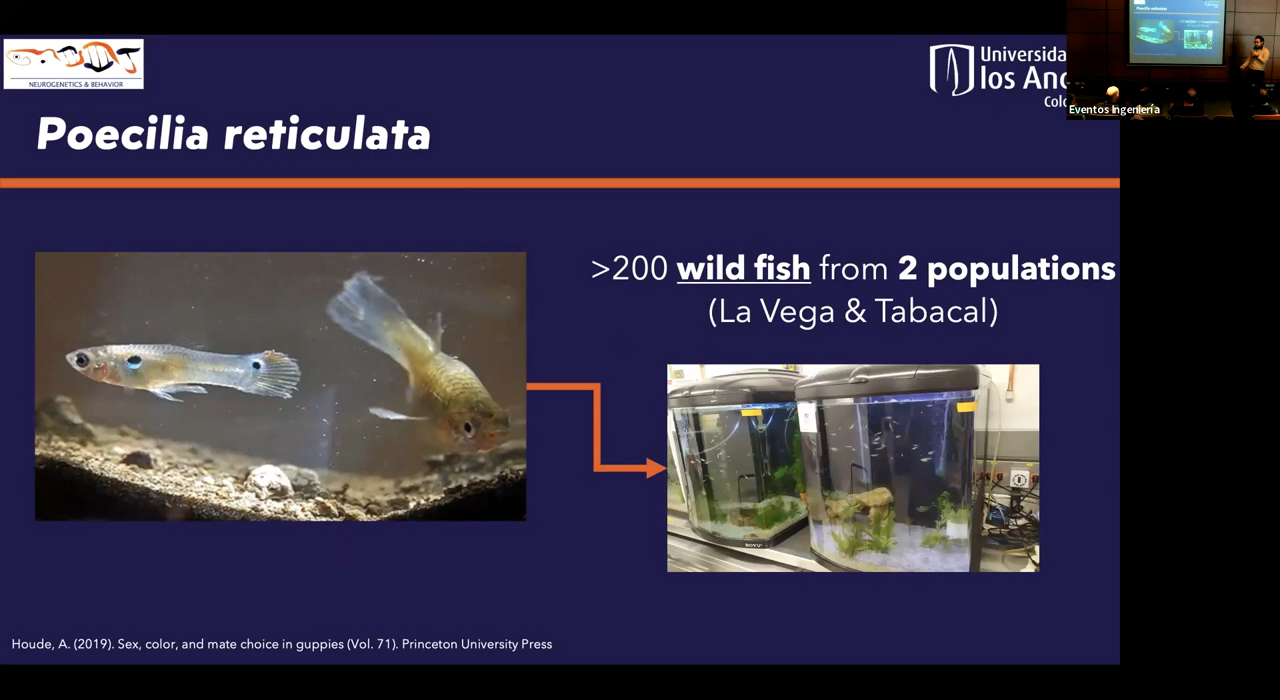 NEUROGENETICS & BEHAVIOR
Universida
los And
Colo
Eventos Ingeniería
Poecilia reticulata
>200 wild fish from 2 populations
(La Vega & Tabacal)
Houde, A. (2019). Sex, color, and mate choice in guppies (Vol. 71). Princeton University Press